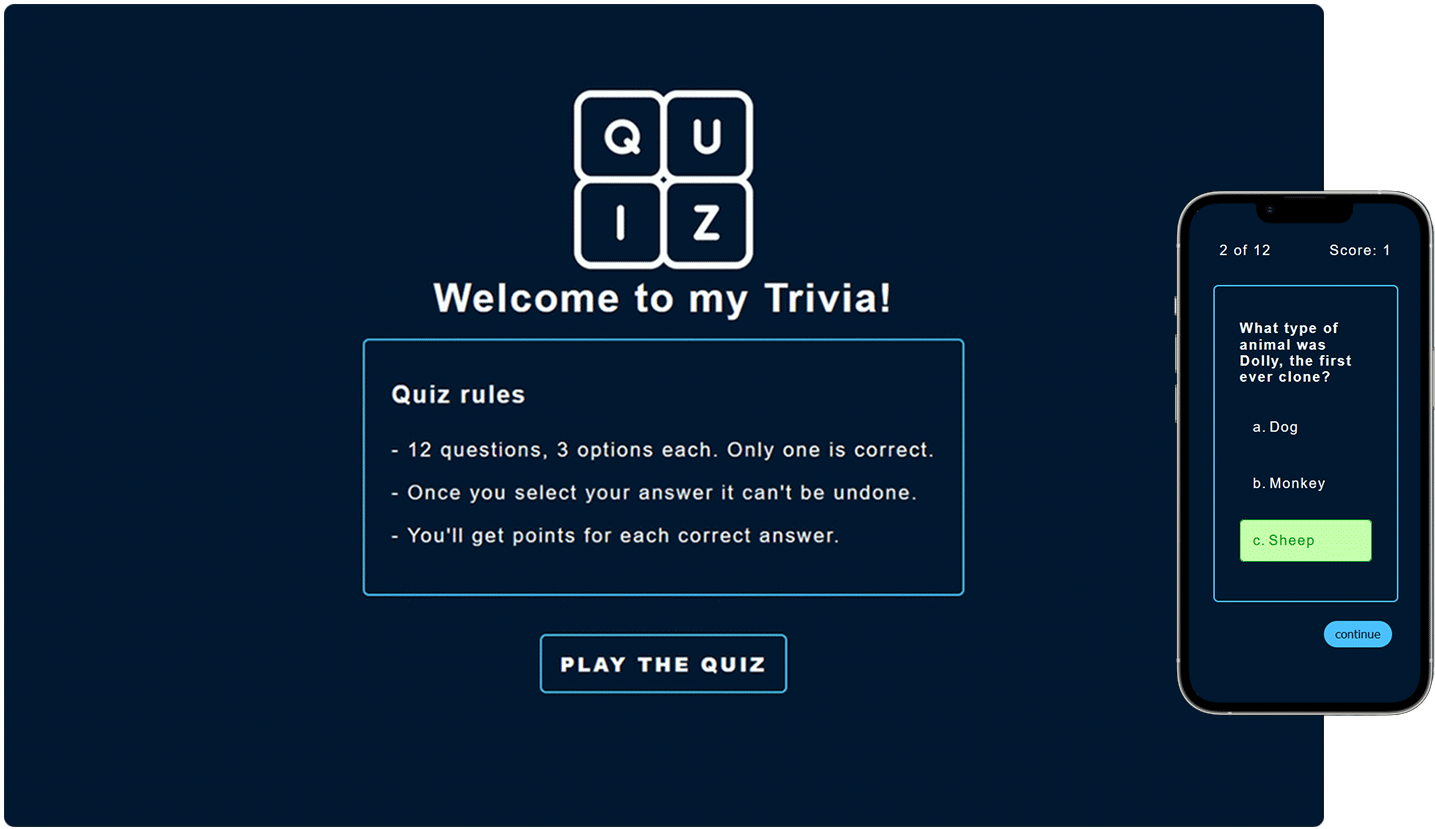 Q U
I Z
Welcome to my Trivia!
Quiz rules
- 12 questions, 3 options each. Only one is correct.
- Once you select your answer it can't be undone.
- You'll get points for each correct answer.
PLAY THE QUIZ
2 of 12 Score: 1
What type of
animal was
Dolly, the first
ever clone?
a. Dog
b. Monkey
c. Sheep
continue